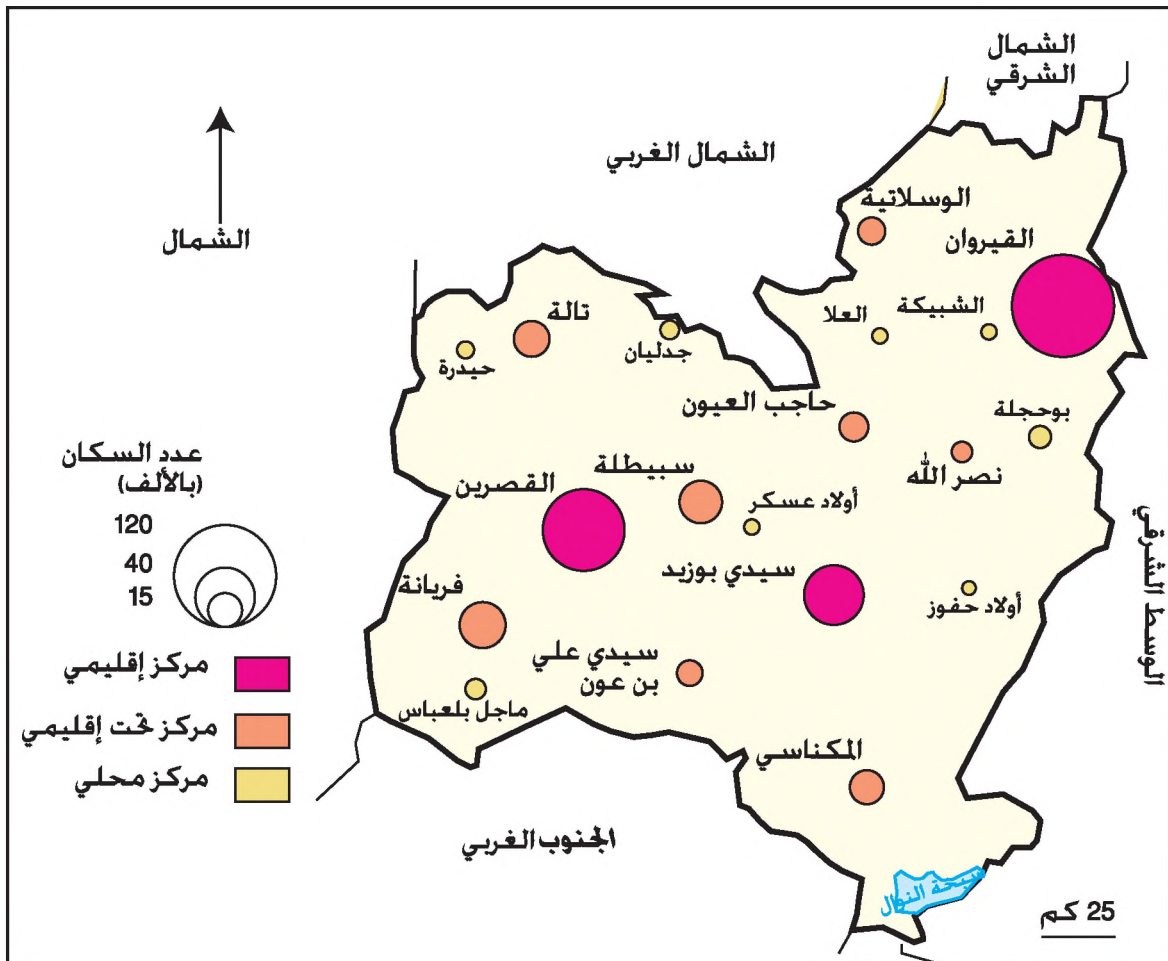 الشمال
الشرقي
الشمال الغربي
الشمال
الوسلاتية
القيروان
الشبيكة
العلا
تالة
جدليان
حيدرة
حاجب العيون
بوحجلة
نصر الله
عدد السكان
(بالألف)
120
40
15
سبيطلة
القصرين
أولاد عسكر
سيدي بوزيد
أولاد حفوز
الوسط الشرقي
فريانة
سيدي علي
بن عون
ماجل بلعباس
مركز إقليمي
مركز تحت إقليمي
مركز محلي
المكناسي
الجنوب الغربي
سبخة النوال
25 كم